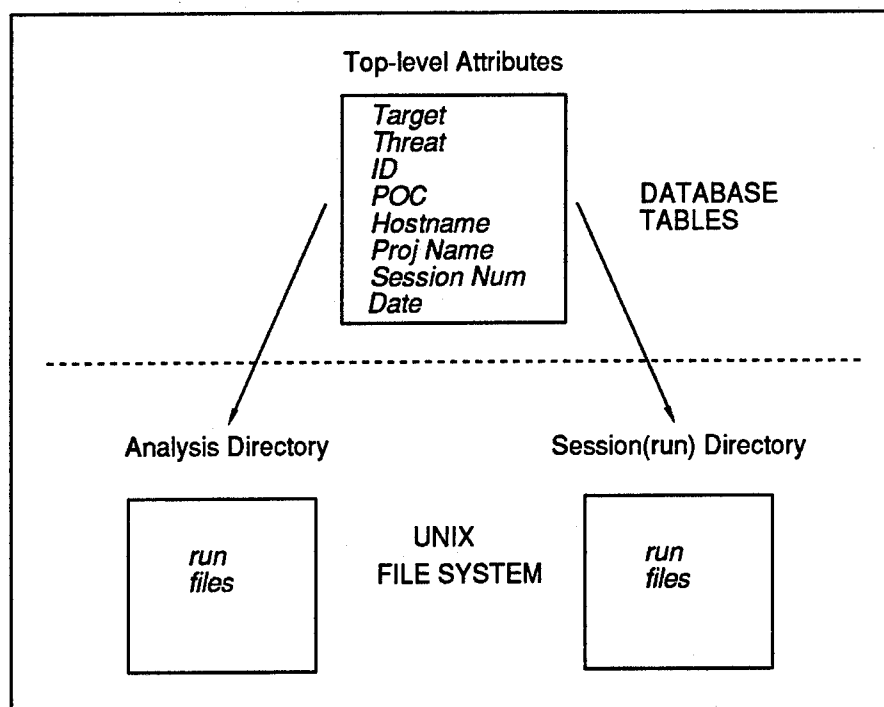 Top-level Attributes
Target
Threat
ID
POC
Hostname
Proj Name
Session Num
Date
DATABASE
TABLES
Analysis Directory
Session(run) Directory
run
files
UNIX
FILE SYSTEM
run
files